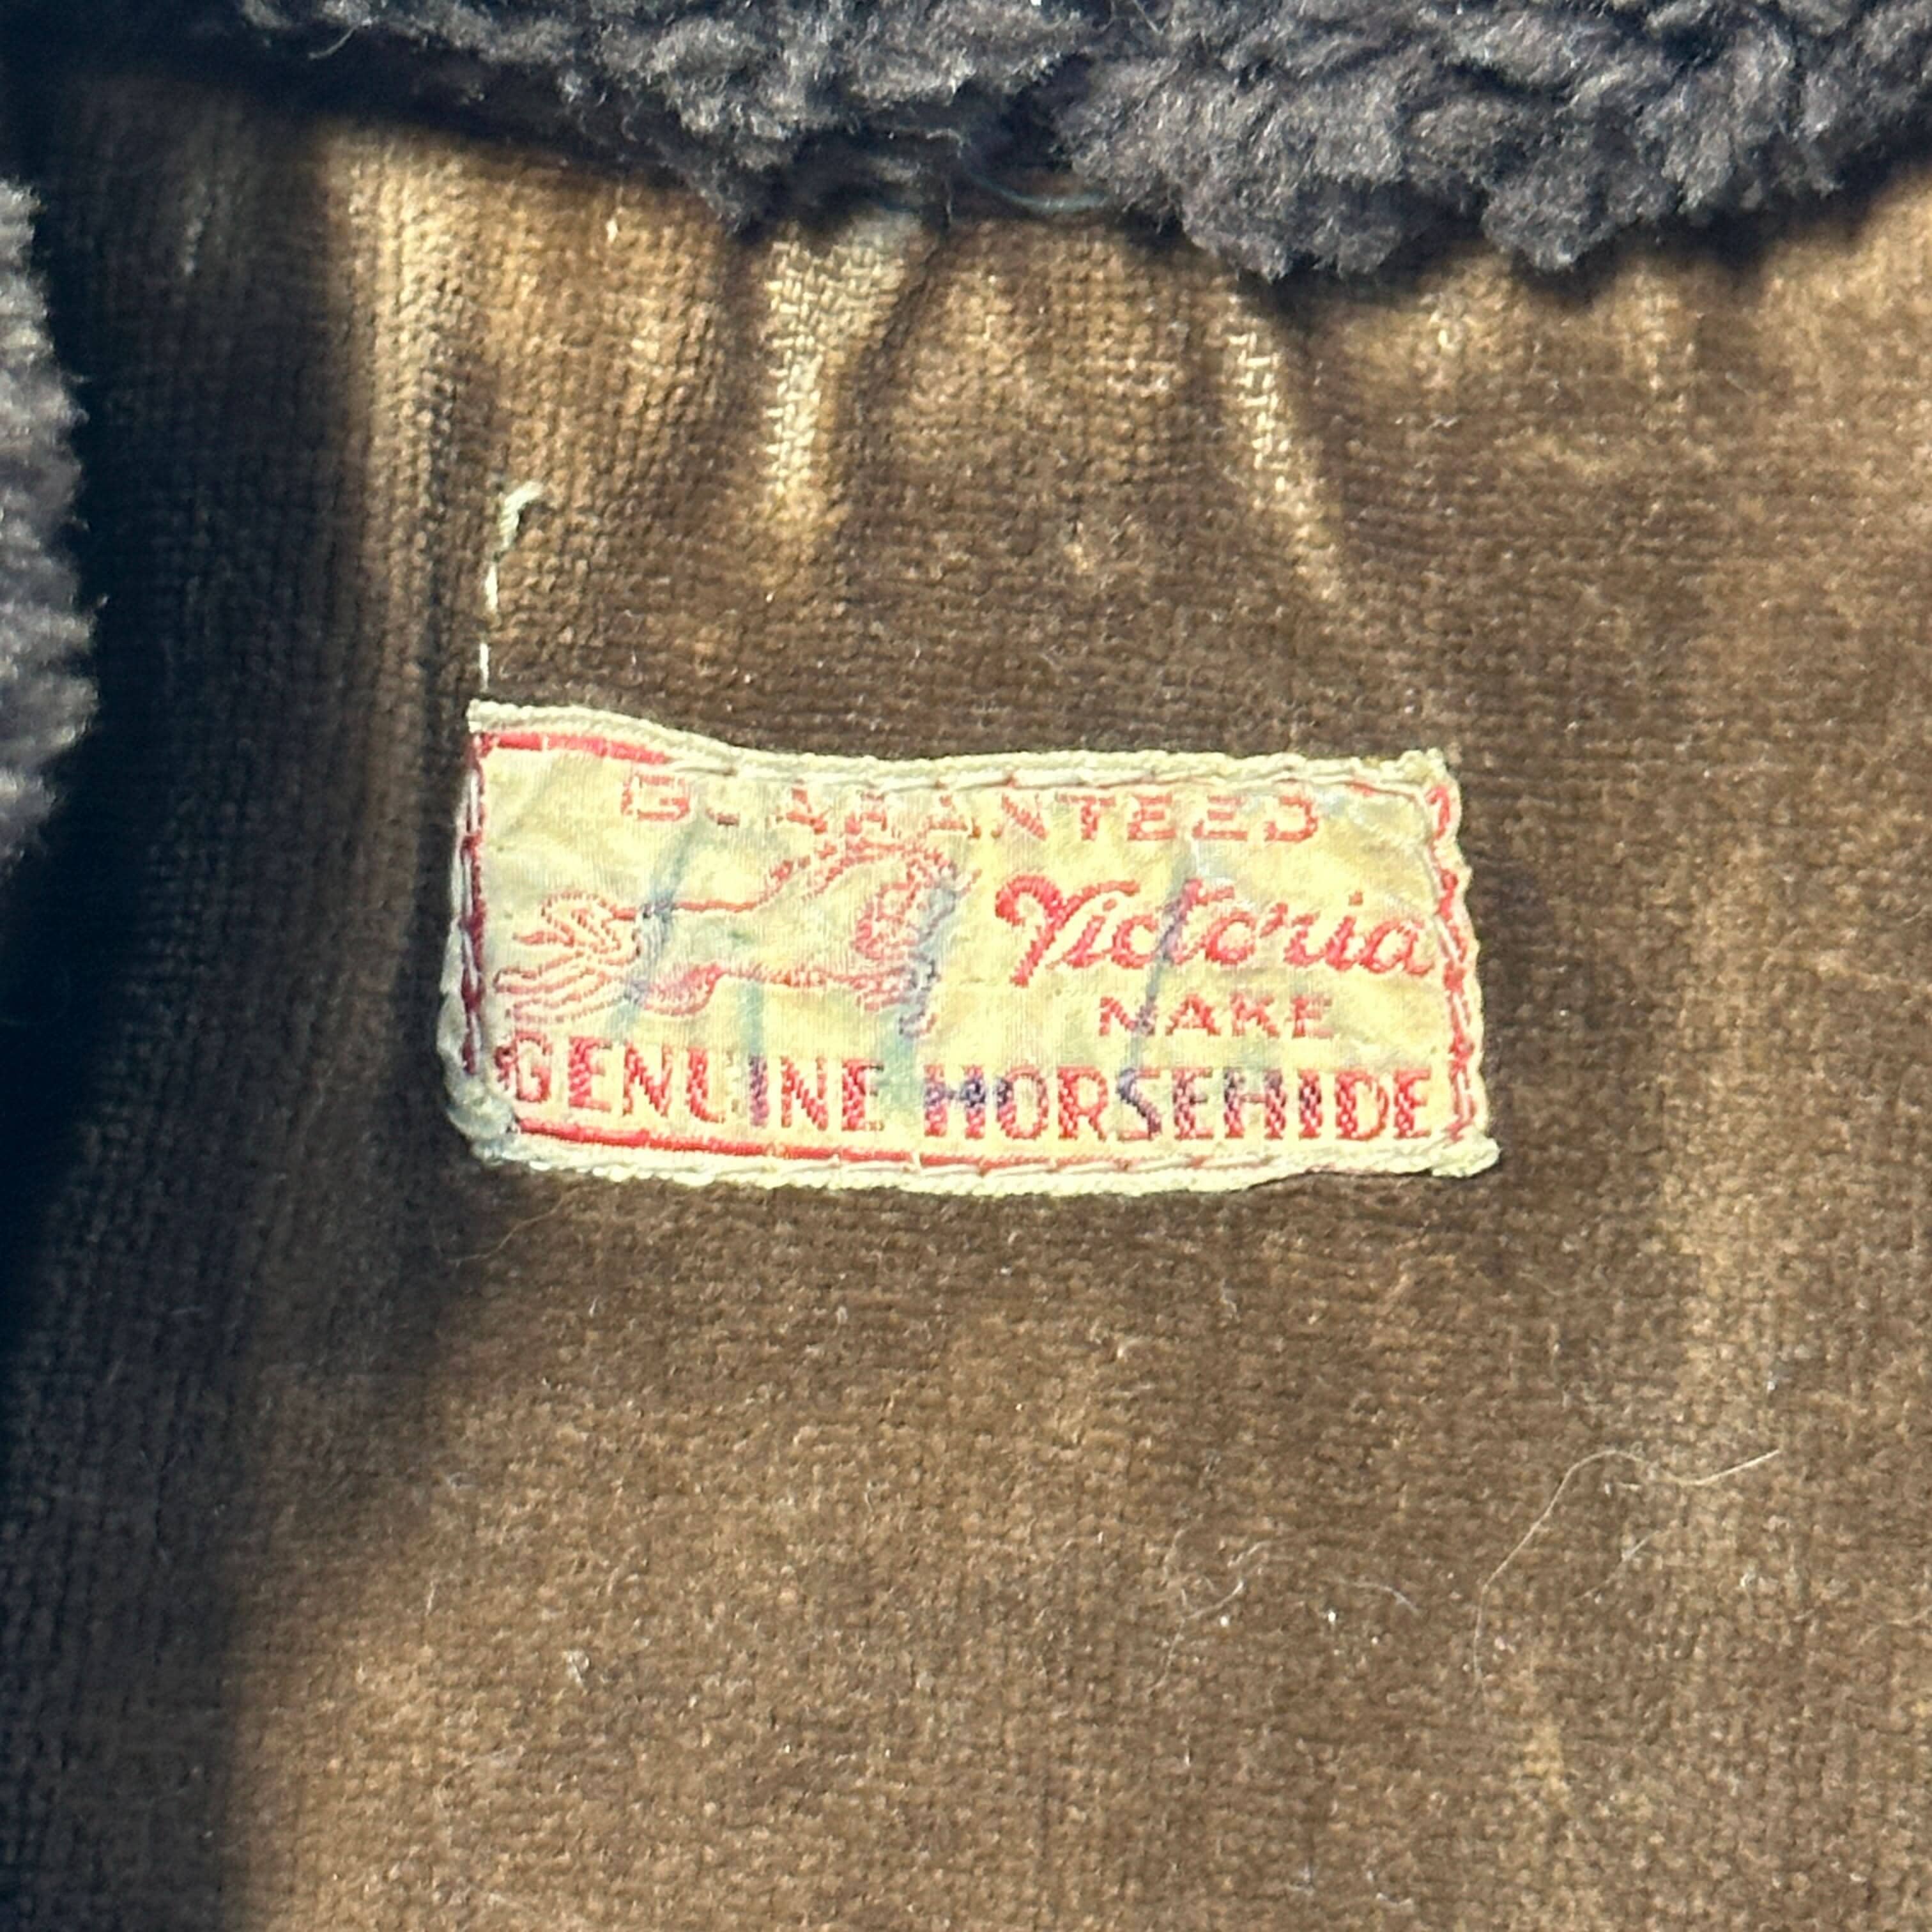 GUARANTEED
Victoria
MAKE
GENUINE HORSEHIDE